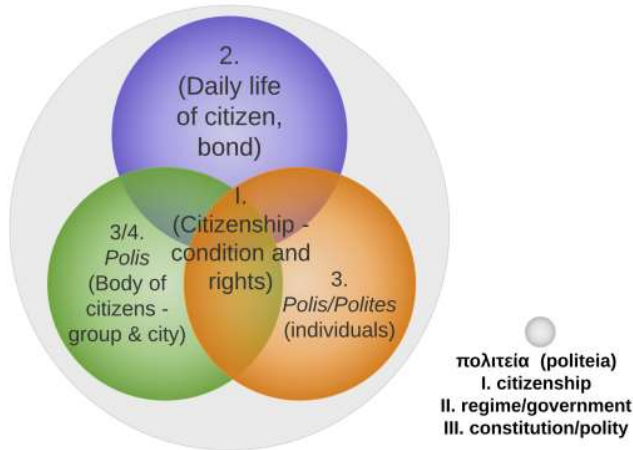 2.
(Daily life
of citizen,
bond)
I.
(Citizenship -
condition and
rights)
3/4.
Polis
(Body of
citizens -
group & city)
3.
Polis/Polites
(individuals)
πολιτεία (politeia)
I. citizenship
II. regime/government
III. constitution/polity